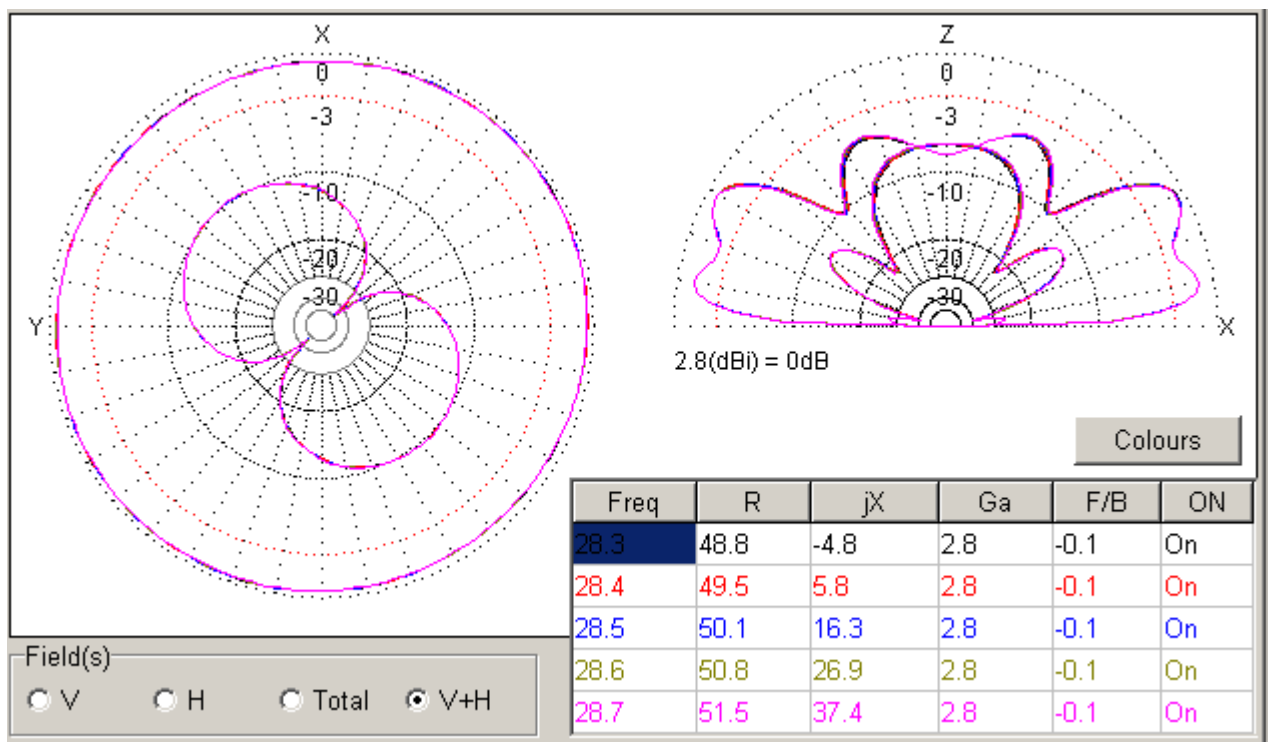 X
0
-3
-10
-20
-30
Y
Z
0
-3
-10
-20
-30
X
2.8(dBi) = 0dB
Colours
Freq R jX Ga F/B ON
28.3 48.8 -4.8 2.8 -0.1 On
28.4 49.5 5.8 2.8 -0.1 On
28.5 50.1 16.3 2.8 -0.1 On
28.6 50.8 26.9 2.8 -0.1 On
28.7 51.5 37.4 2.8 -0.1 On
Field(s)
V H Total V+H